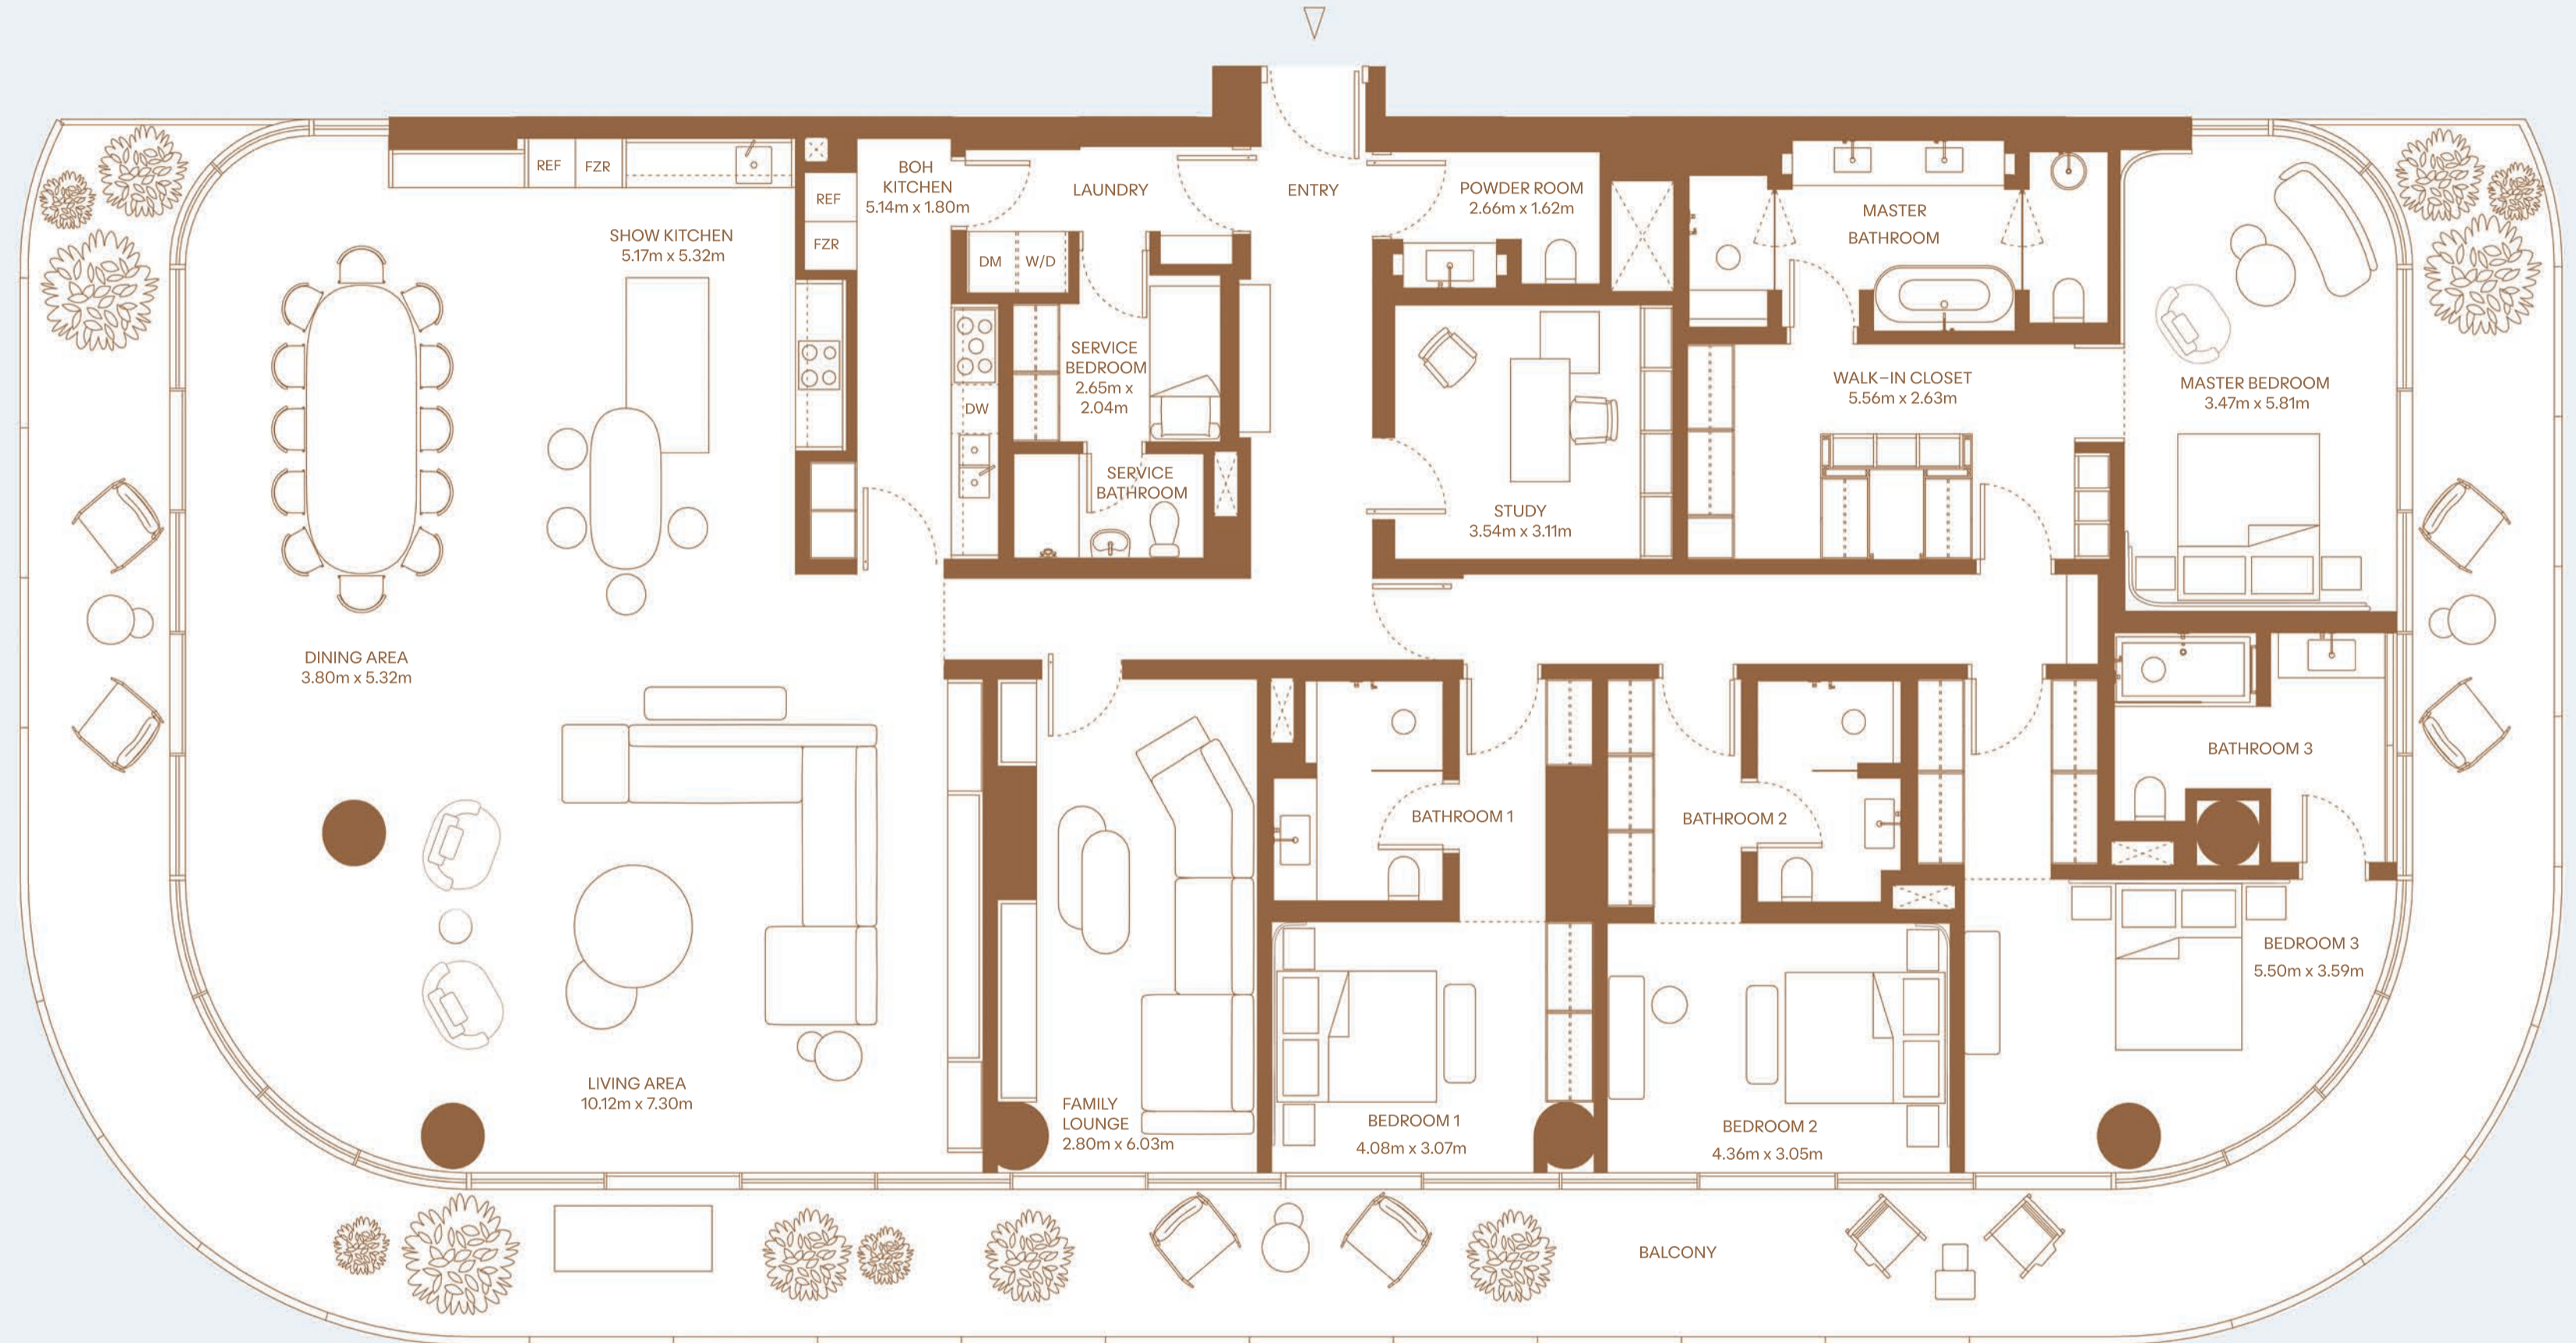 REF
FZR
SHOW KITCHEN
5.17m x 5.32m
REF
FZR
BOH
KITCHEN
5.14m x 1.80m
LAUNDRY
DM
W/D
ENTRY
POWDER ROOM
2.66m x 1.62m
MASTER
BATHROOM
SERVICE
BEDROOM
2.65m x
2.04m
DW
SERVICE
BATHROOM
STUDY
3.54m x 3.11m
WALK-IN CLOSET
5.56m x 2.63m
MASTER BEDROOM
3.47m x 5.81m
DINING AREA
3.80m x 5.32m
BATHROOM 1
BATHROOM 2
BATHROOM 3
LIVING AREA
10.12m x 7.30m
FAMILY
LOUNGE
2.80m x 6.03m
BEDROOM 1
4.08m x 3.07m
BEDROOM 2
4.36m x 3.05m
BEDROOM 3
5.50m x 3.59m
BALCONY